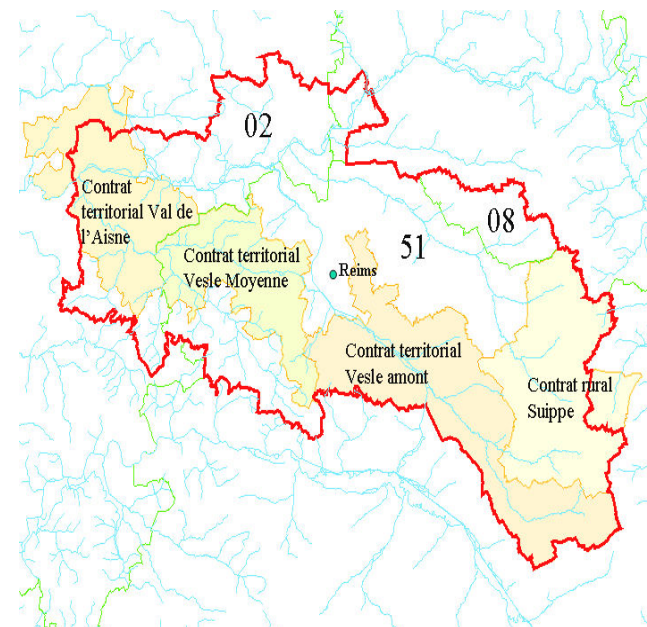 02
Contrat
territorial Val de
l'Aisne
08
51
Contrat territorial
Vesle Moyenne
Reims
Contrat territorial
Vesle amont
Contrat rural
Suippe